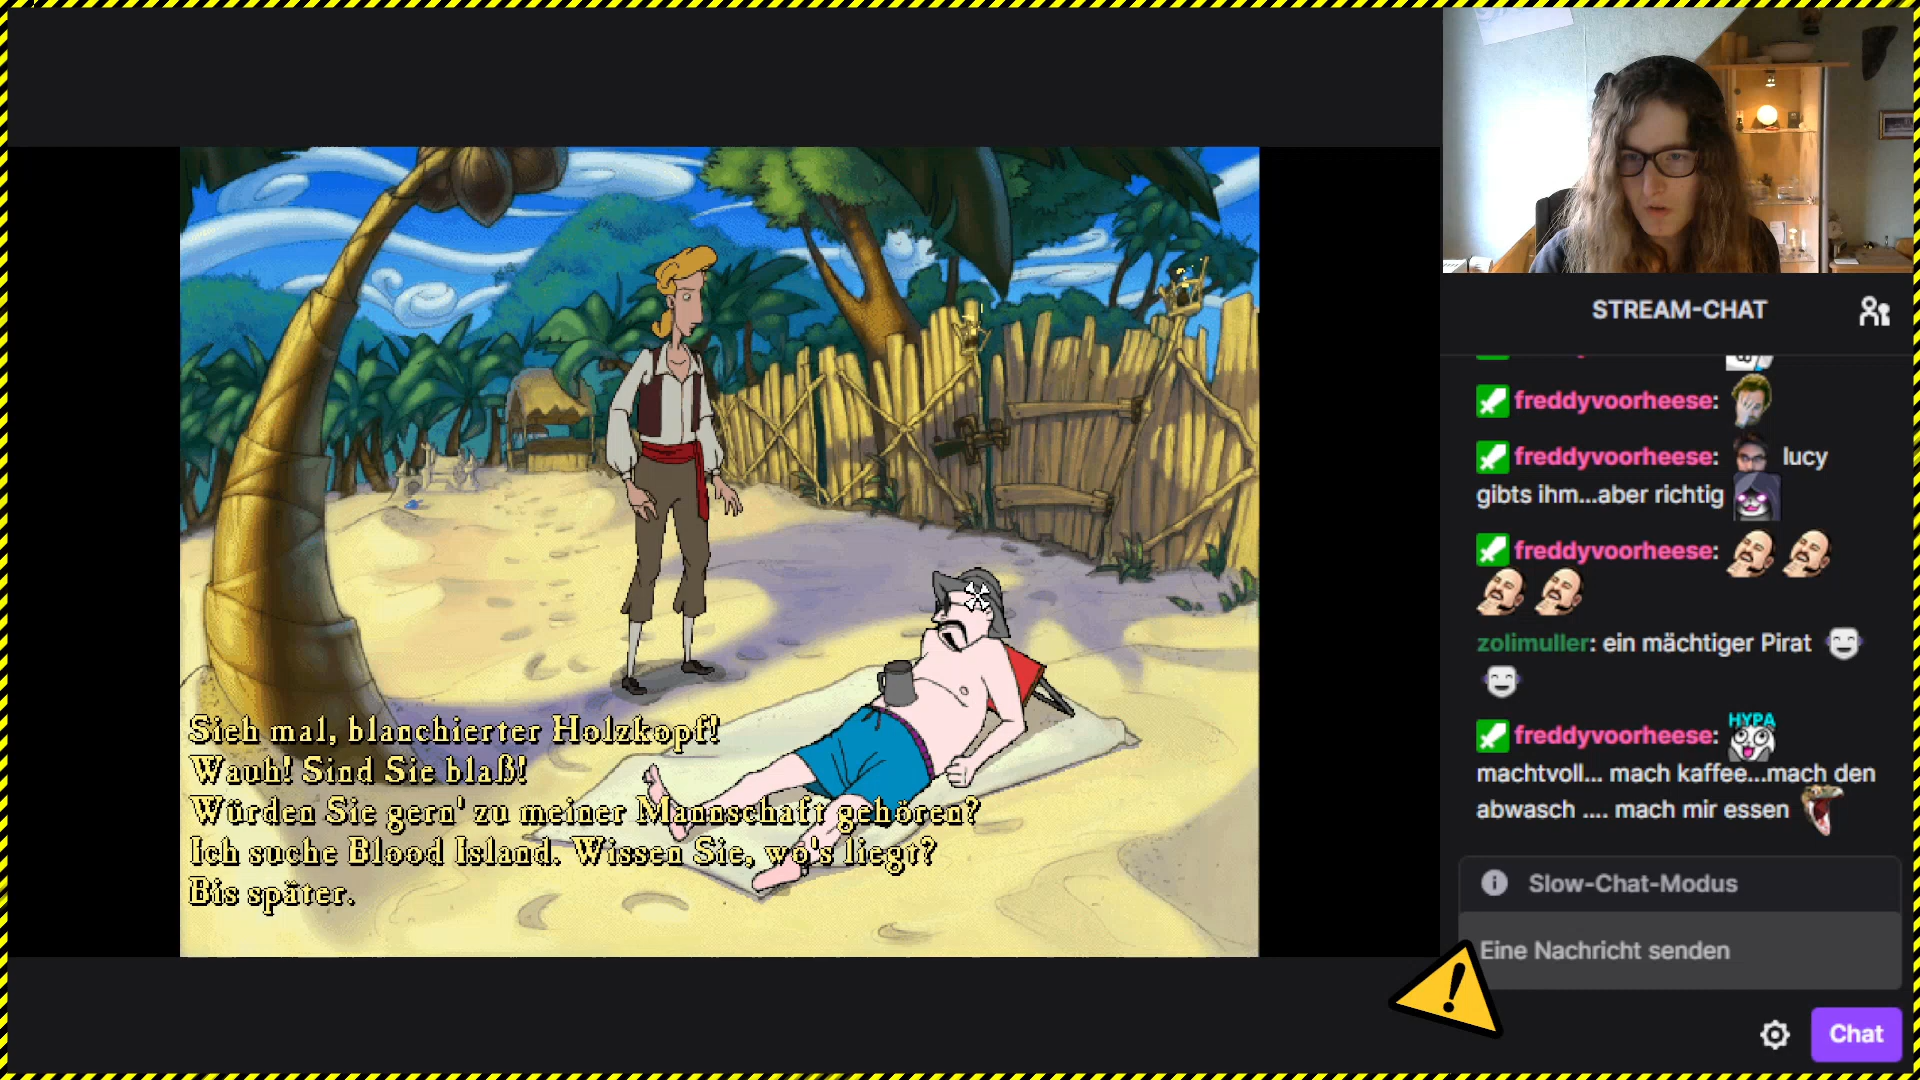 Sieh mal, blanchierter Holzkopf!
Wauh! Sind Sie blaß!
Würden Sie gern' zu meiner Mannschaft gehören?
Ich suche Blood Island. Wissen Sie, wo's liegt?
Bis später.
STREAM-CHAT
freddyvoorheese:
freddyvoorheese: lucy
gibts ihm...aber richtig
freddyvoorheese:
zolimuller: ein mächtiger Pirat
freddyvoorheese: HYPA
machtvoll... mach kaffee...mach den
abwasch .... mach mir essen
Slow-Chat-Modus
Eine Nachricht senden
Chat